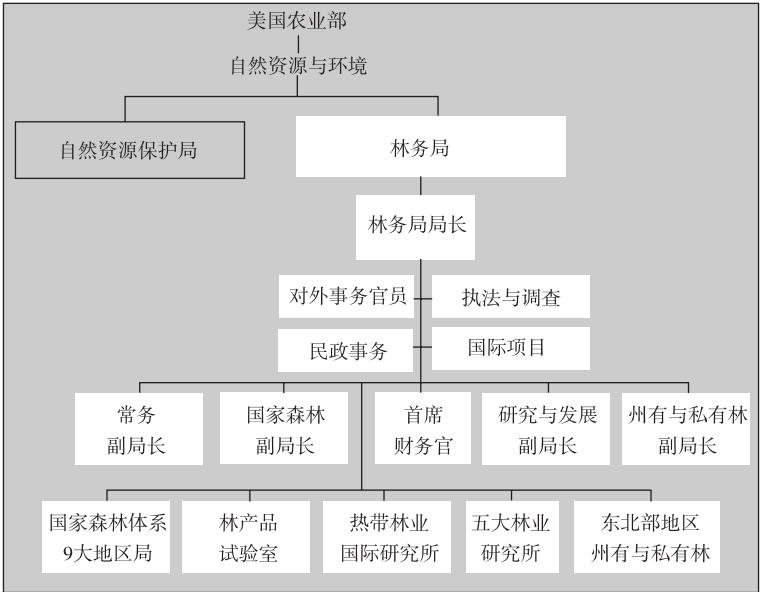 美国农业部
自然资源与环境
自然资源保护局
林务局
林务局局长
对外事务官员
执法与调查
民政事务
国际项目
常务
副局长
国家森林
副局长
首席
财务官
研究与发展
副局长
州有与私有林
副局长
国家森林体系
9大地区局
林产品
试验室
热带林业
国际研究所
五大林业
研究所
东北部地区
州有与私有林